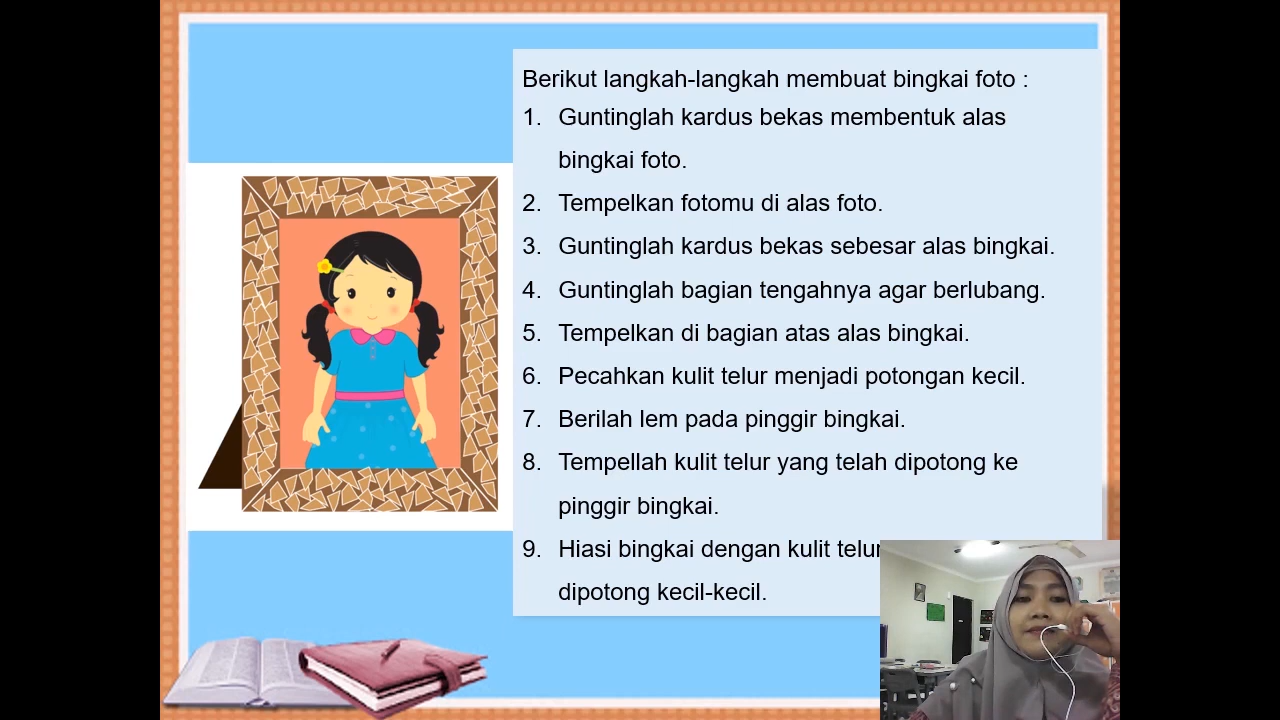 Berikut langkah-langkah membuat bingkai foto :
1. Guntinglah kardus bekas membentuk alas
bingkai foto.
2. Tempelkan fotomu di alas foto.
3. Guntinglah kardus bekas sebesar alas bingkai.
4. Guntinglah bagian tengahnya agar berlubang.
5. Tempelkan di bagian atas alas bingkai.
6. Pecahkan kulit telur menjadi potongan kecil.
7. Berilah lem pada pinggir bingkai.
8. Tempellah kulit telur yang telah dipotong ke
pinggir bingkai.
9. Hiasi bingkai dengan kulit telur
dipotong kecil-kecil.